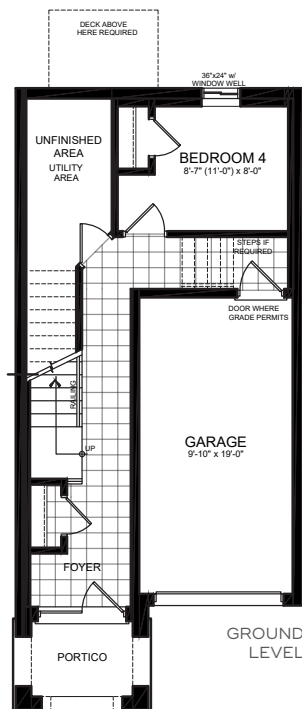 DECK ABOVE
HERE REQUIRED
36"x24" w/
WINDOW WELL
UNFINISHED
AREA
UTILITY
AREA
BEDROOM 4
8'-7" (11'-0") x 8'-0"
STEPS IF
REQUIRED
DOOR WHERE
GRADE PERMITS
RAILING
GARAGE
9'-10" x 19'-0"
UP
FOYER
PORTICO
GROUND
LEVEL